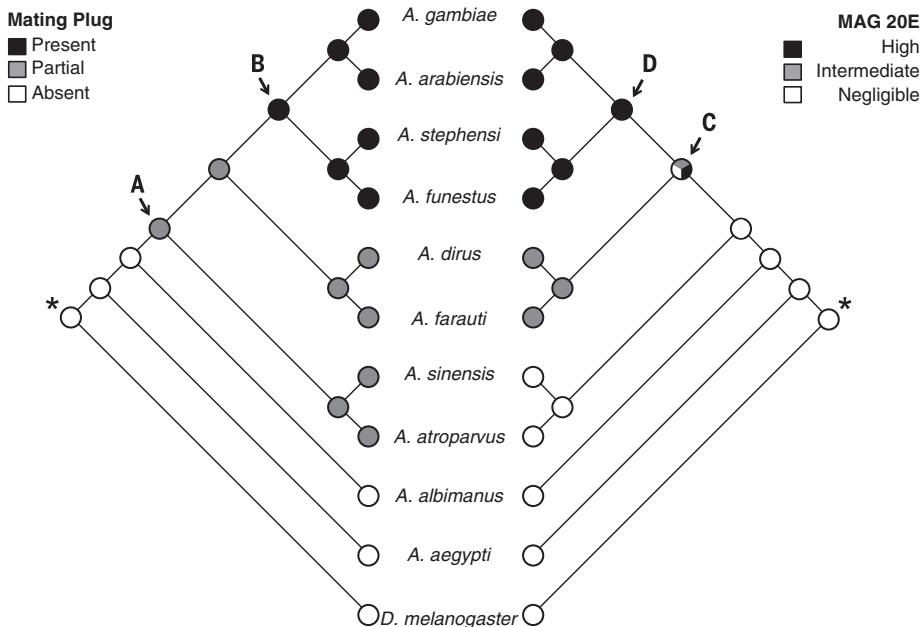 Mating Plug
Present
Partial
Absent
MAG 20E
High
Intermediate
Negligible
A. gambiae
B
D
A. arabiensis
A. stephensi
C
A
A. funestus
A. dirus
*
*
A. farauti
A. sinensis
A. atroparvus
A. albimanus
A. aegypti
D. melanogaster